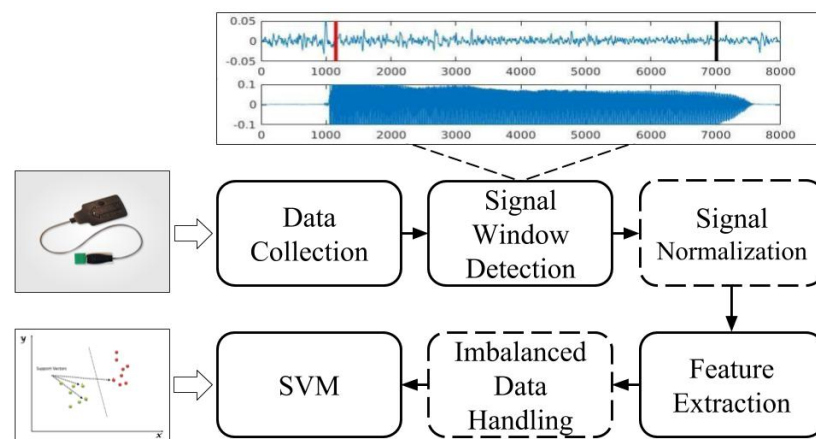 0.05
0
-0.05
0 1000 2000 3000 4000 5000 6000 7000 8000
0.1
0
-0.1
0 1000 2000 3000 4000 5000 6000 7000 8000
Data
Collection
Signal
Window
Detection
Signal
Normalization
y
Support Vectors
x
SVM
Imbalanced
Data
Handling
Feature
Extraction